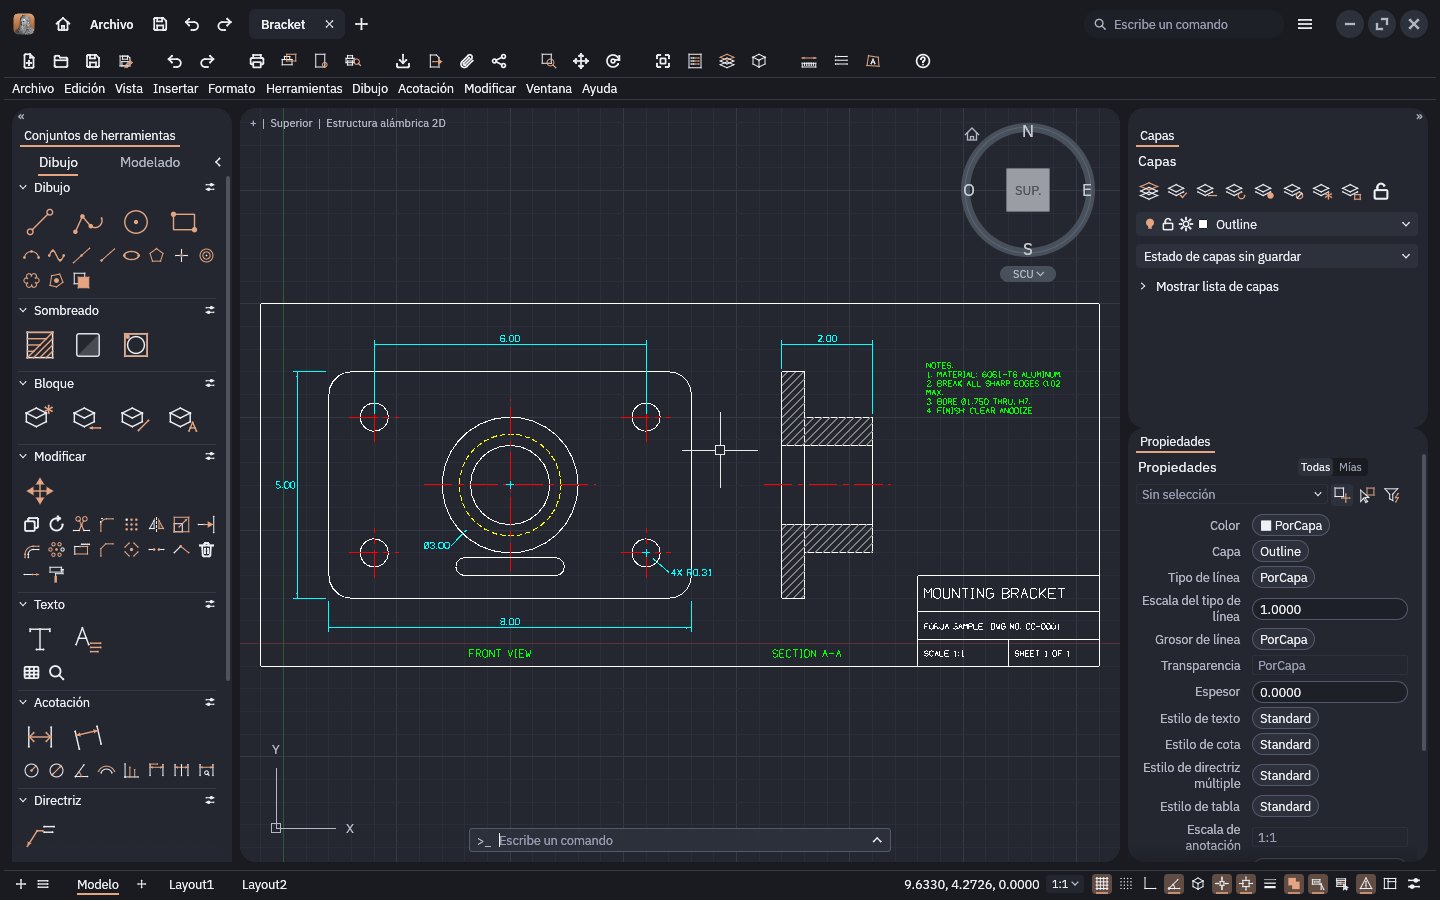 Archivo
Bracket
Escribe un comando
Archivo Edición Vista Insertar Formato Herramientas Dibujo Acotación Modificar Ventana Ayuda
Conjuntos de herramientas
Dibujo Modelado
Dibujo
Sombreado
Bloque
Modificar
Texto
Acotación
Directriz
+ | Superior | Estructura alámbrica 2D
N
O SUP. E
S
SCU
6.00
2.00
5.00
Ø3.00
4X R0.31
8.00
FRONT VIEW
SECTION A-A
NOTES:
1. MATERIAL: 6061-T6 ALUMINUM.
2. BREAK ALL SHARP EDGES 0.02
MAX.
3. BORE Ø1.750 THRU, H7.
4. FINISH: CLEAR ANODIZE
MOUNTING BRACKET
SAMPLE DWG NO.
SCALE 1:1
SHEET 1 OF 1
Y
X
>_ Escribe un comando
Capas
Capas
Outline
Estado de capas sin guardar
Mostrar lista de capas
Propiedades
Propiedades Todas Mías
Sin selección
Color PorCapa
Capa Outline
Tipo de línea PorCapa
Escala del tipo de
línea 1.0000
Grosor de línea PorCapa
Transparencia PorCapa
Espesor 0.0000
Estilo de texto Standard
Estilo de cota Standard
Estilo de directriz
múltiple Standard
Estilo de tabla Standard
Escala de
anotación 1:1
Modelo + Layout1 Layout2
9.6330, 4.2726, 0.0000 1:1